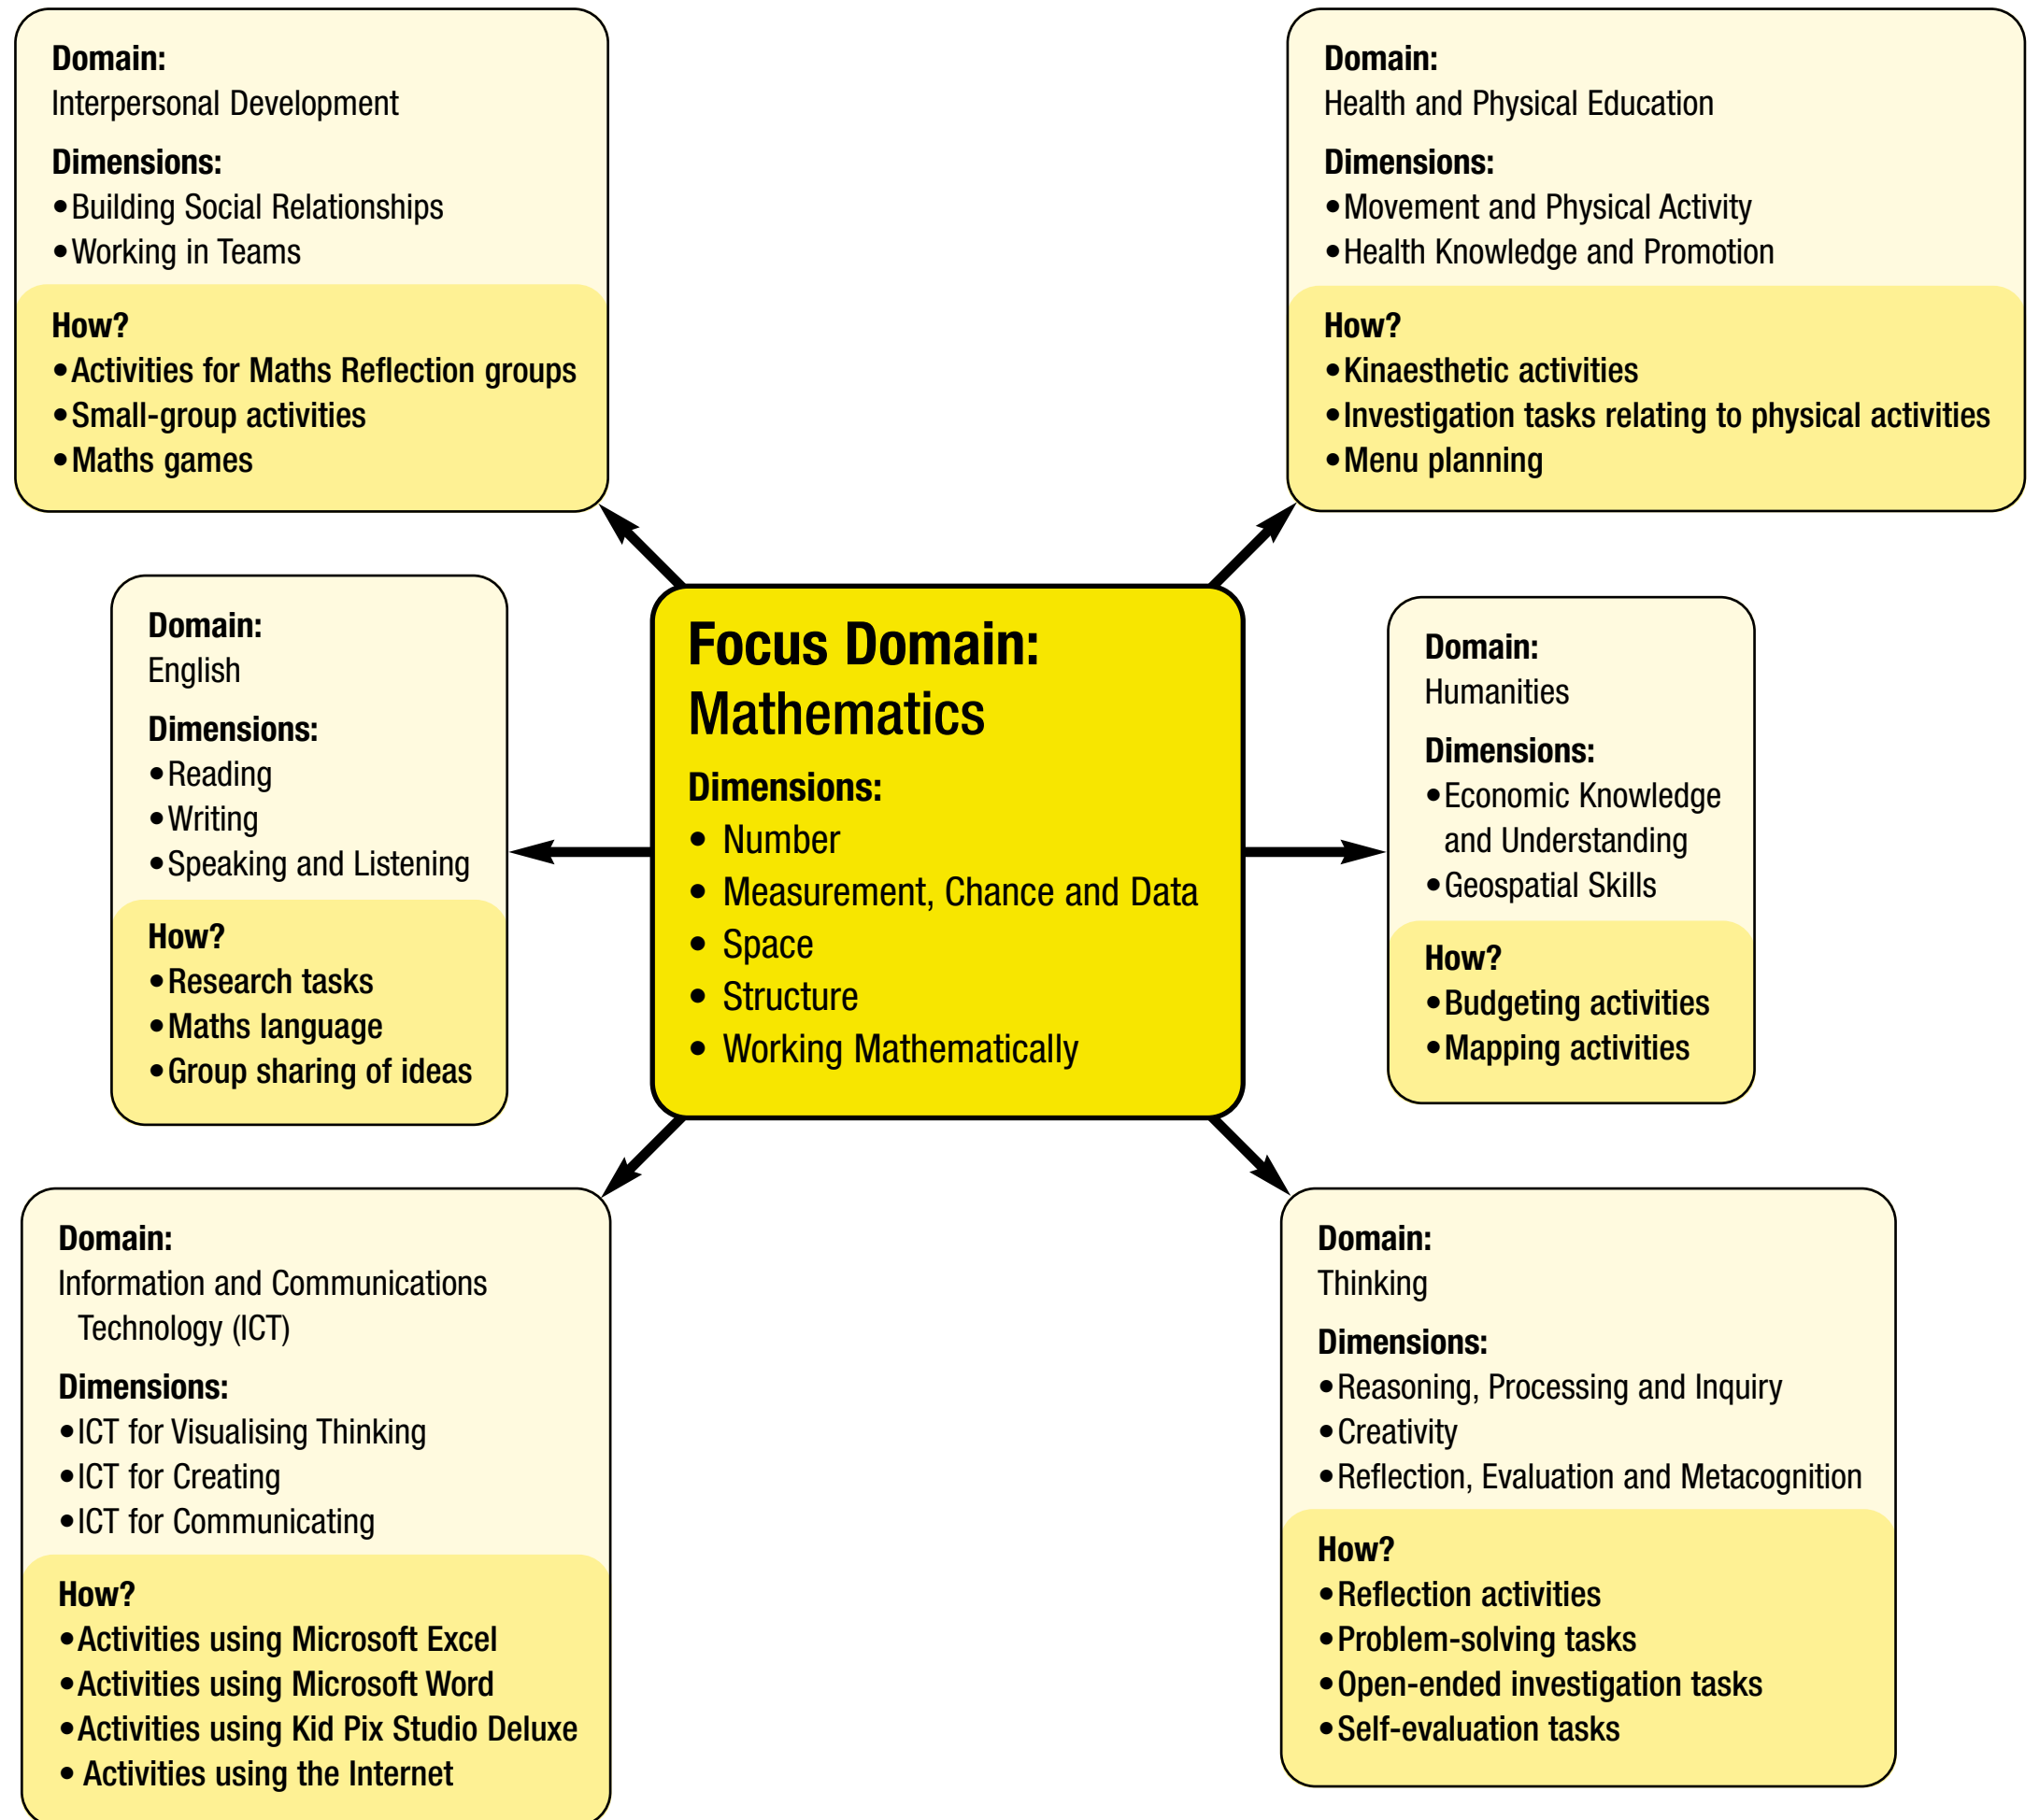 Domain:
Interpersonal Development
Dimensions:
•Building Social Relationships
•Working in Teams
How?
•Activities for Maths Reflection groups
•Small-group activities
•Maths games
Domain:
Health and Physical Education
Dimensions:
•Movement and Physical Activity
•Health Knowledge and Promotion
How?
•Kinaesthetic activities
•Investigation tasks relating to physical activities
•Menu planning
Domain:
English
Dimensions:
•Reading
•Writing
•Speaking and Listening
How?
•Research tasks
•Maths language
•Group sharing of ideas
Focus Domain:
Mathematics
Dimensions:
• Number
• Measurement, Chance and Data
• Space
• Structure
• Working Mathematically
Domain:
Humanities
Dimensions:
•Economic Knowledge
and Understanding
•Geospatial Skills
How?
•Budgeting activities
•Mapping activities
Domain:
Information and Communications
Technology (ICT)
Dimensions:
•ICT for Visualising Thinking
•ICT for Creating
•ICT for Communicating
How?
•Activities using Microsoft Excel
•Activities using Microsoft Word
•Activities using Kid Pix Studio Deluxe
• Activities using the Internet
Domain:
Thinking
Dimensions:
•Reasoning, Processing and Inquiry
•Creativity
•Reflection, Evaluation and Metacognition
How?
•Reflection activities
•Problem-solving tasks
•Open-ended investigation tasks
•Self-evaluation tasks